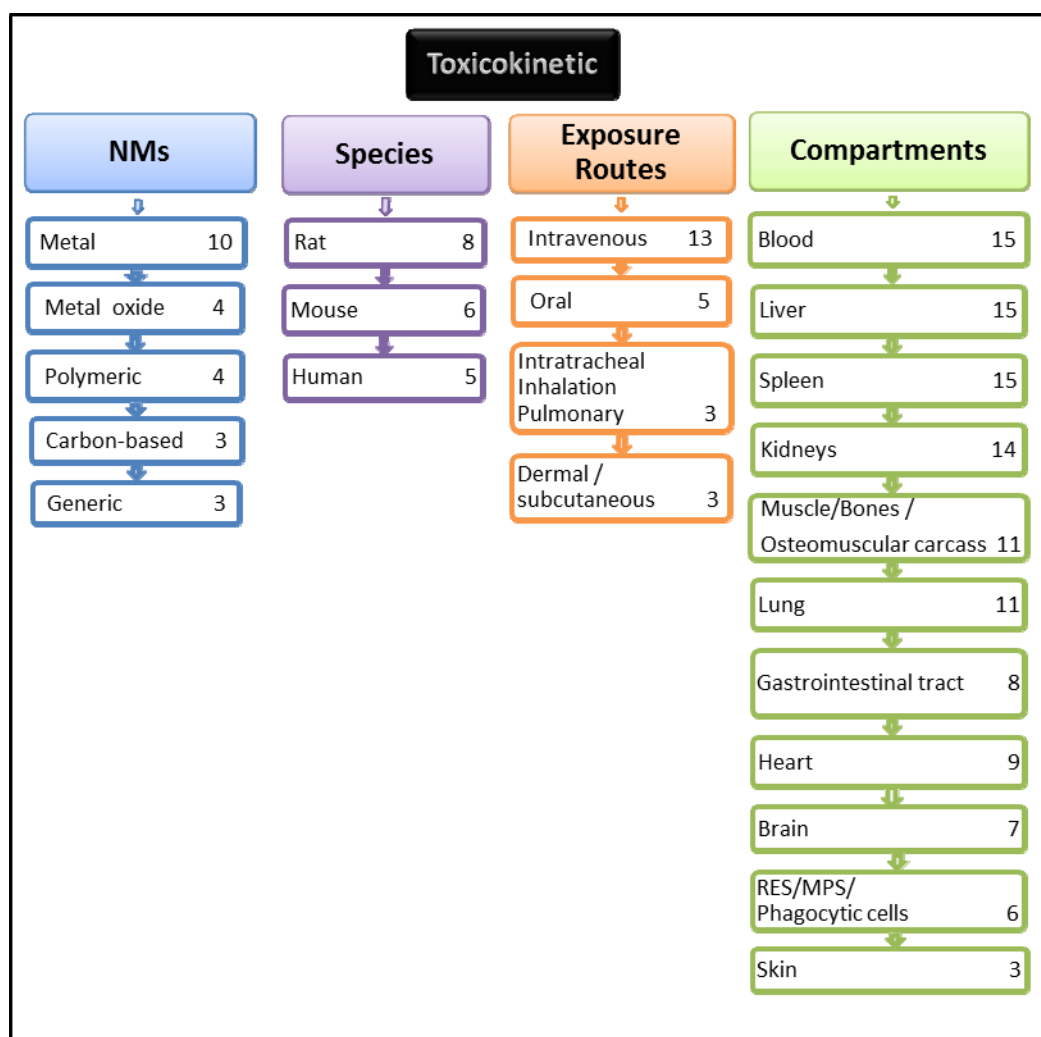 Toxicokinetic
NMs
Metal 10
Metal oxide 4
Polymeric 4
Carbon-based 3
Generic 3
Species
Rat 8
Mouse 6
Human 5
Exposure
Routes
Intravenous 13
Oral 5
Intratracheal
Inhalation
Pulmonary 3
Dermal /
subcutaneous 3
Compartments
Blood 15
Liver 15
Spleen 15
Kidneys 14
Muscle/Bones /
Osteomuscular carcass 11
Lung 11
Gastrointestinal tract 8
Heart 9
Brain 7
RES/MPS/
Phagocytic cells 6
Skin 3